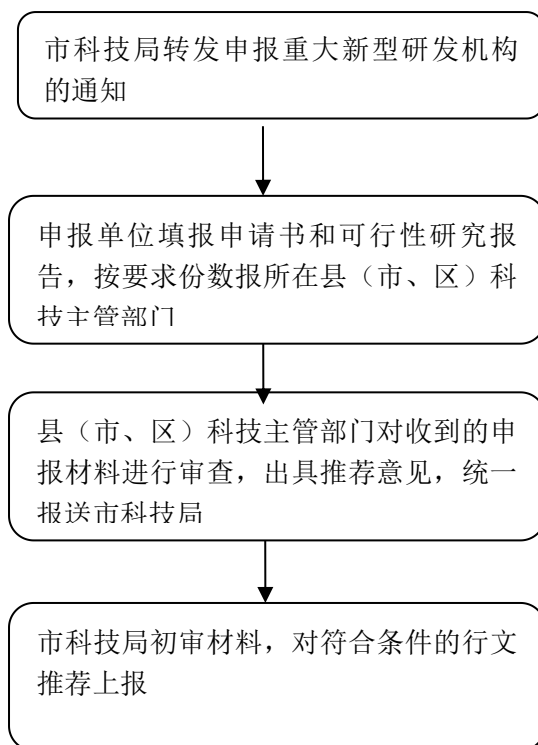 市科技局转发申报重大新型研发机构
的通知
申报单位填报申请书和可行性研究报
告，按要求份数报所在县（市、区）科
技主管部门
县（市、区）科技主管部门对收到的申
报材料进行审查，出具推荐意见，统一
报送市科技局
市科技局初审材料，对符合条件的行文
推荐上报